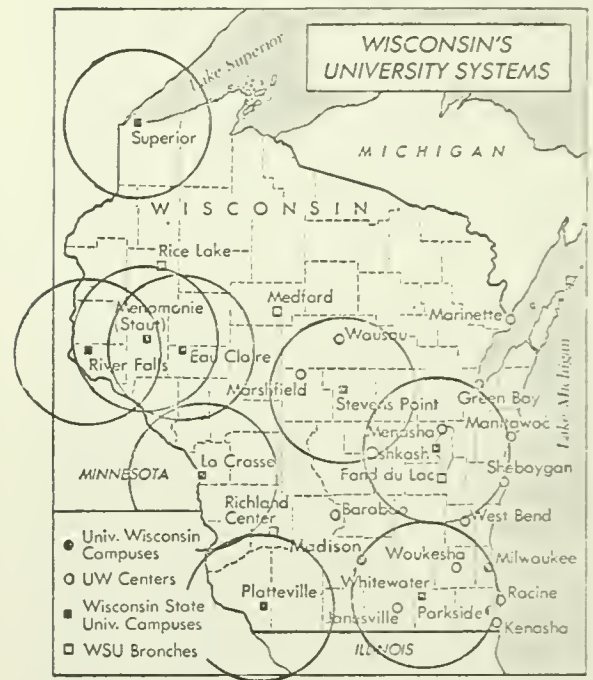 WISCONSIN'S
UNIVERSITY SYSTEMS
Lake Superior
Superior
MICHIGAN
WISCONSIN
Rice Lake
Medford
Marinette
Menomonie
(Stout)
Wausau
River Falls
Eau Claire
Marshfield
Stevens Point
Green Bay
Lake Michigan
Menasha
Manitowoc
Oshkosh
MINNESOTA
La Crosse
Fond du Lac
Sheboygan
Richland
Center
Baraboo
West Bend
Madison
Waukesha
Milwaukee
Platteville
Whitewater
Racine
Janesville
Parkside
Kenosha
ILLINOIS
Univ. Wisconsin
Campuses
UW Centers
Wisconsin State
Univ. Campuses
WSU Branches